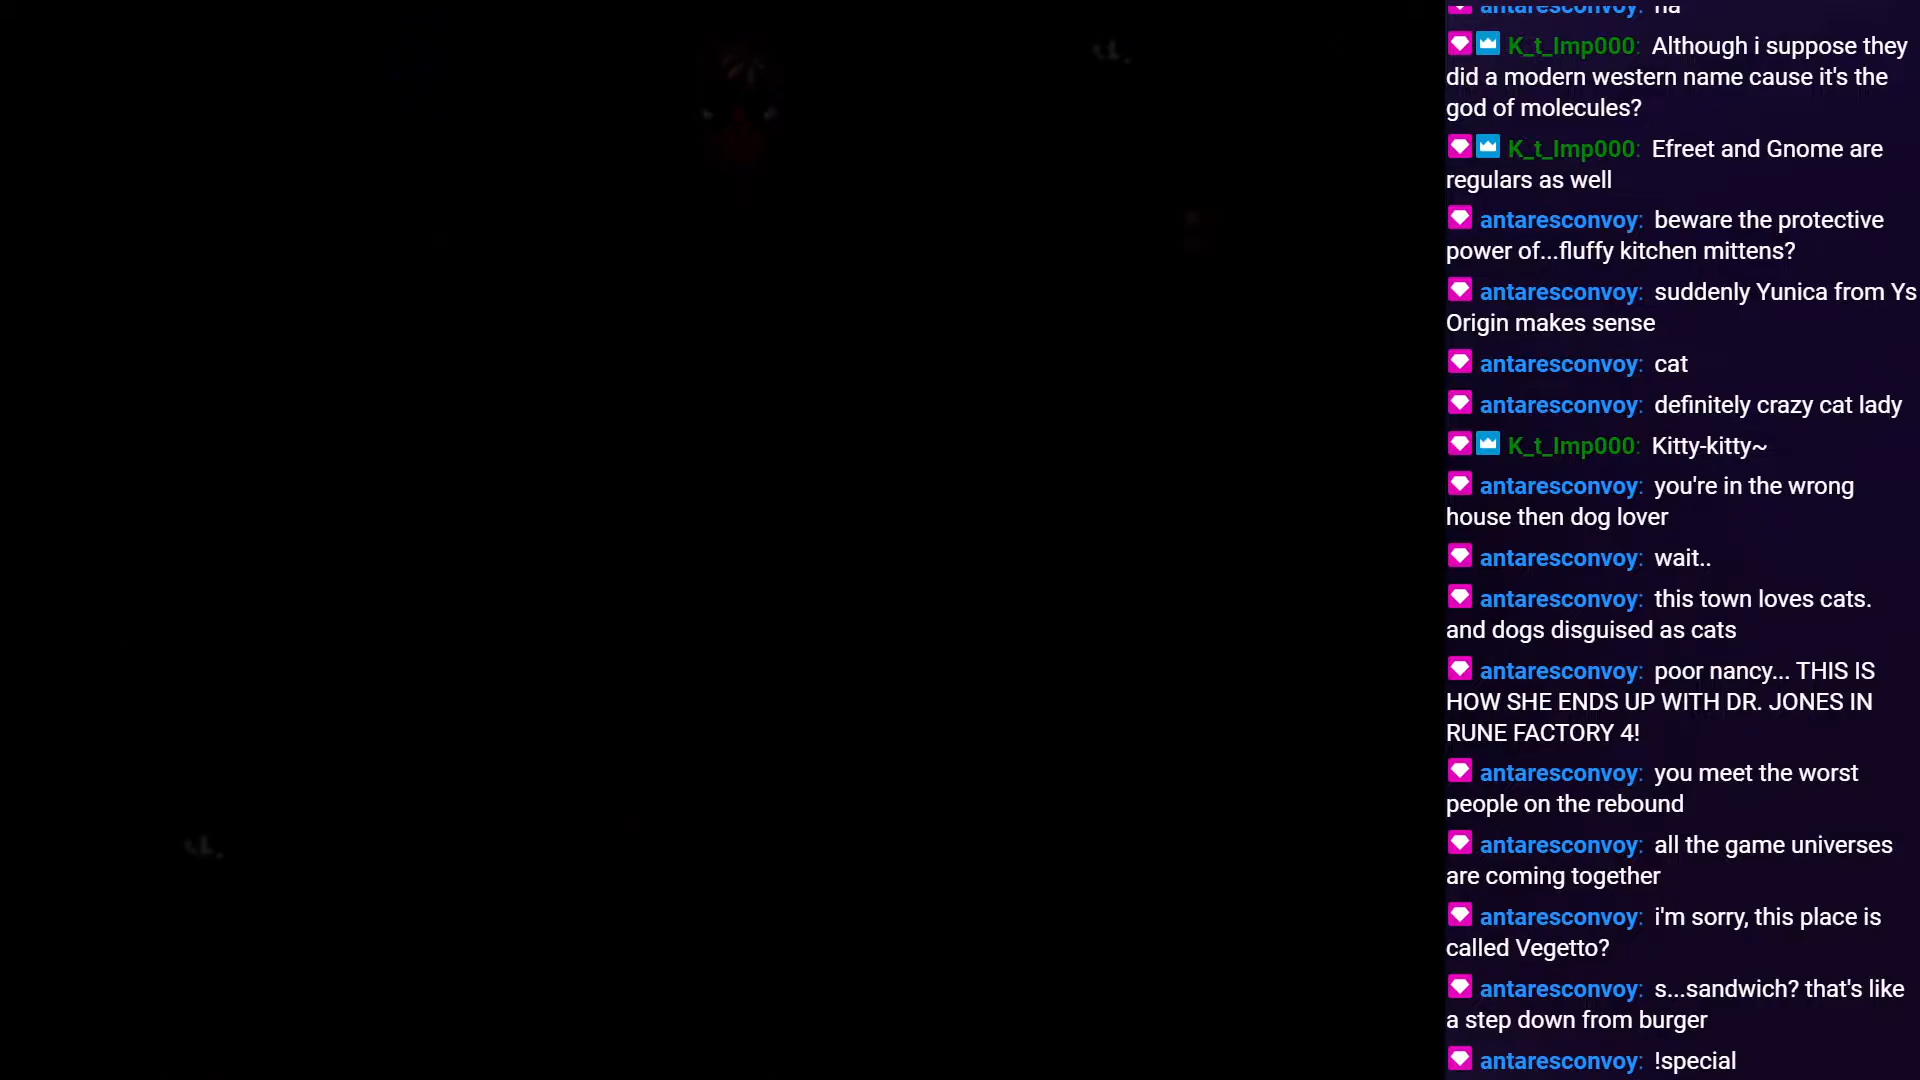 antaresconvoy: ha
K_t_Imp000: Although i suppose they
did a modern western name cause it's the
god of molecules?
K_t_Imp000: Efreet and Gnome are
regulars as well
antaresconvoy: beware the protective
power of...fluffy kitchen mittens?
antaresconvoy: suddenly Yunica from Ys
Origin makes sense
antaresconvoy: cat
antaresconvoy: definitely crazy cat lady
K_t_Imp000: Kitty-kitty~
antaresconvoy: you're in the wrong
house then dog lover
antaresconvoy: wait..
antaresconvoy: this town loves cats.
and dogs disguised as cats
antaresconvoy: poor nancy... THIS IS
HOW SHE ENDS UP WITH DR. JONES IN
RUNE FACTORY 4!
antaresconvoy: you meet the worst
people on the rebound
antaresconvoy: all the game universes
are coming together
antaresconvoy: i'm sorry, this place is
called Vegetto?
antaresconvoy: s...sandwich? that's like
a step down from burger
antaresconvoy: !special